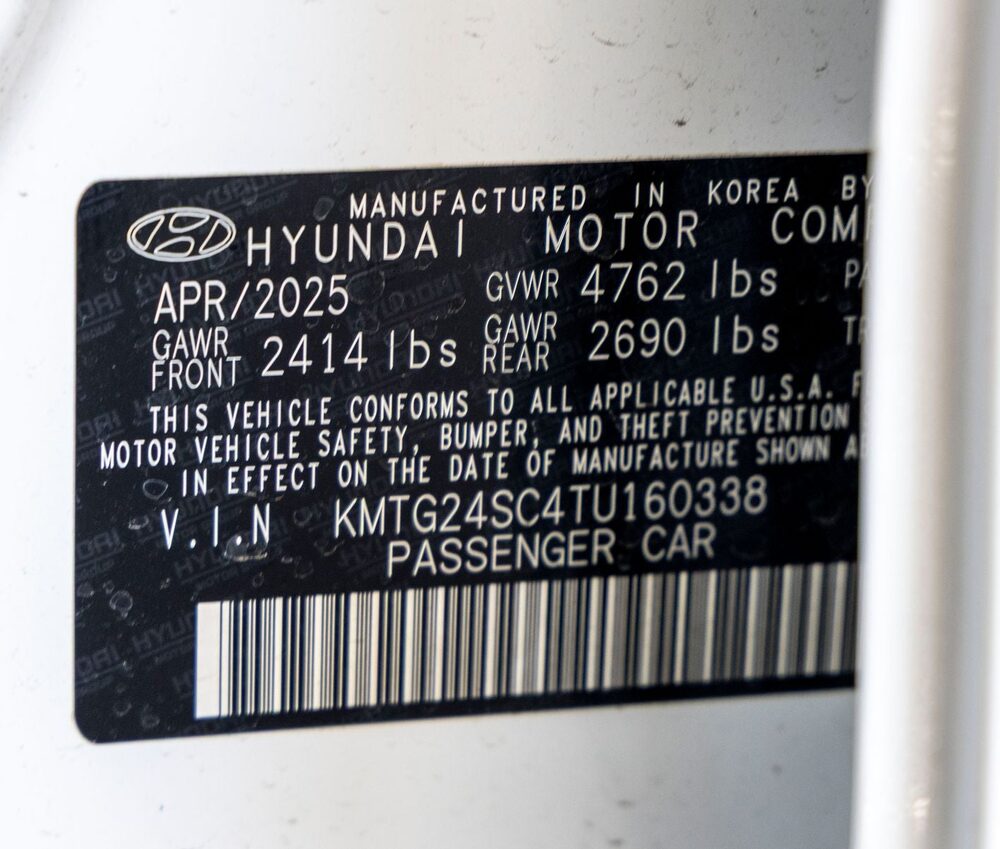 MANUFACTURED IN KOREA BY
HYUNDAI MOTOR COM
APR/2025 GVWR 4762 lbs PA
GAWR FRONT 2414 lbs GAWR REAR 2690 lbs TR
THIS VEHICLE CONFORMS TO ALL APPLICABLE U.S.A. F
MOTOR VEHICLE SAFETY, BUMPER, AND THEFT PREVENTION
IN EFFECT ON THE DATE OF MANUFACTURE SHOWN A
V.I.N KMTG24SC4TU160338
PASSENGER CAR